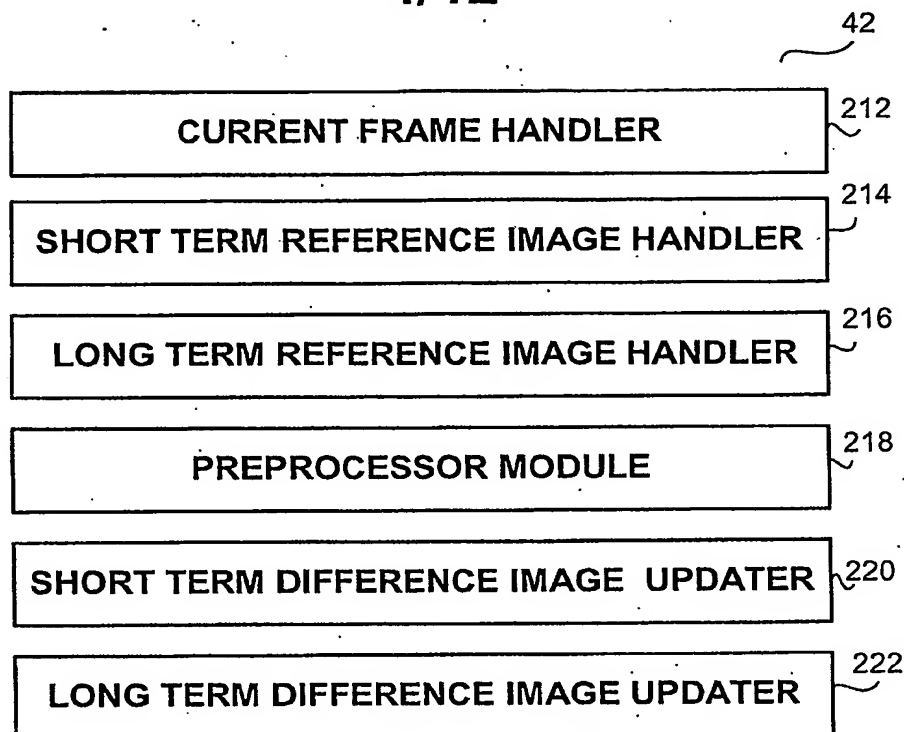 42
CURRENT FRAME HANDLER 212
SHORT TERM REFERENCE IMAGE HANDLER 214
LONG TERM REFERENCE IMAGE HANDLER 216
PREPROCESSOR MODULE 218
SHORT TERM DIFFERENCE IMAGE UPDATER 220
LONG TERM DIFFERENCE IMAGE UPDATER 222